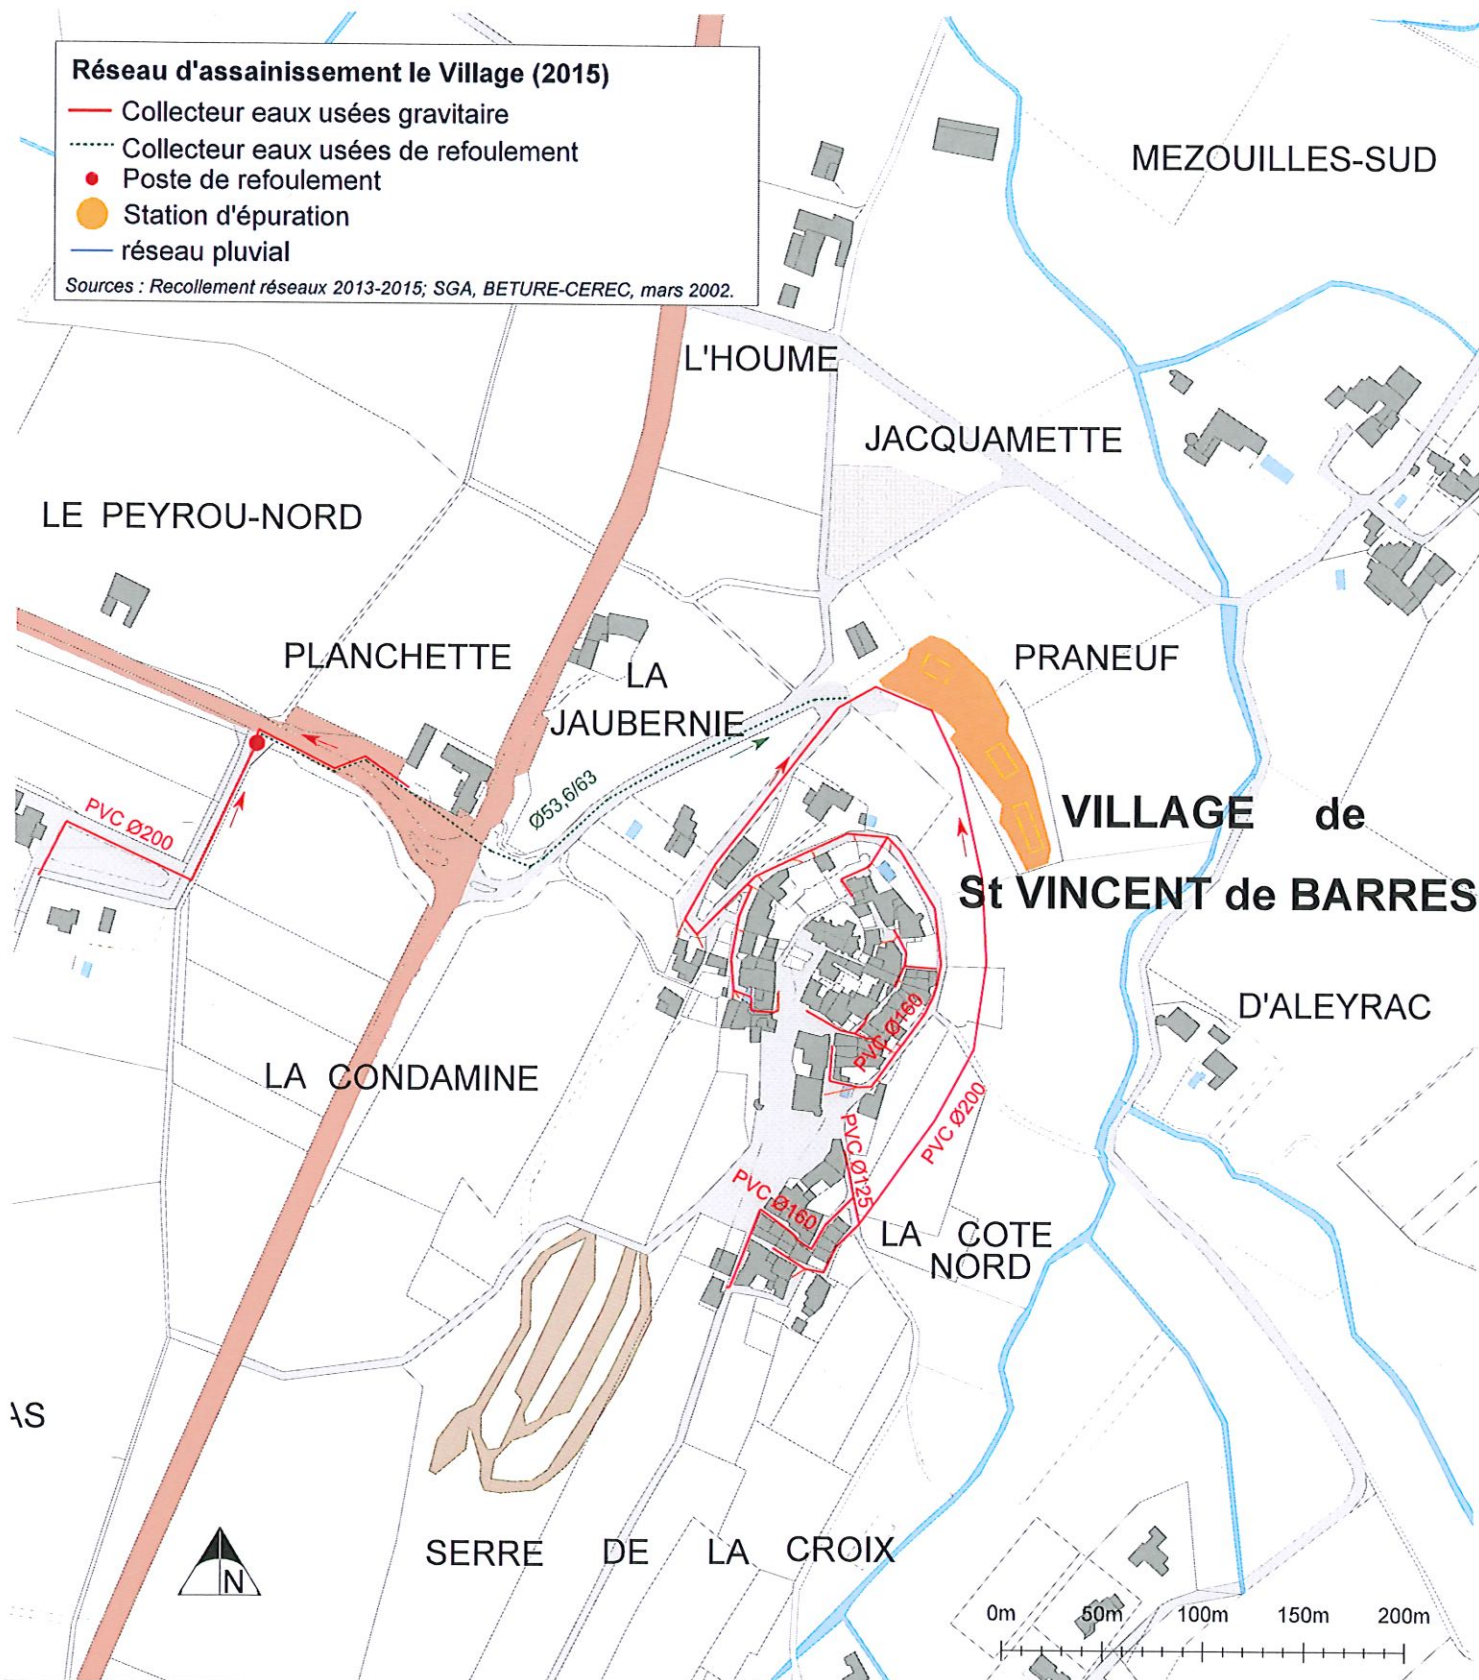 Réseau d'assainissement le Village (2015)
Collecteur eaux usées gravitaire
Collecteur eaux usées de refoulement
Poste de refoulement
Station d'épuration
réseau pluvial
Sources : Recollement réseaux 2013-2015; SGA, BETURE-CEREC, mars 2002.
MEZOUILLES-SUD
L'HOUME
JACQUAMETTE
LE PEYROU-NORD
PLANCHETTE
LA
JAUBERNIE
PRANEUF
Ø53,6/63
PVC Ø200
VILLAGE de
St VINCENT de BARRES
D'ALEYRAC
PVC Ø160
LA CONDAMINE
PVC Ø200
PVC Ø125
PVC Ø160
LA COTE
NORD
AS
SERRE DE LA CROIX
N
0m 50m 100m 150m 200m